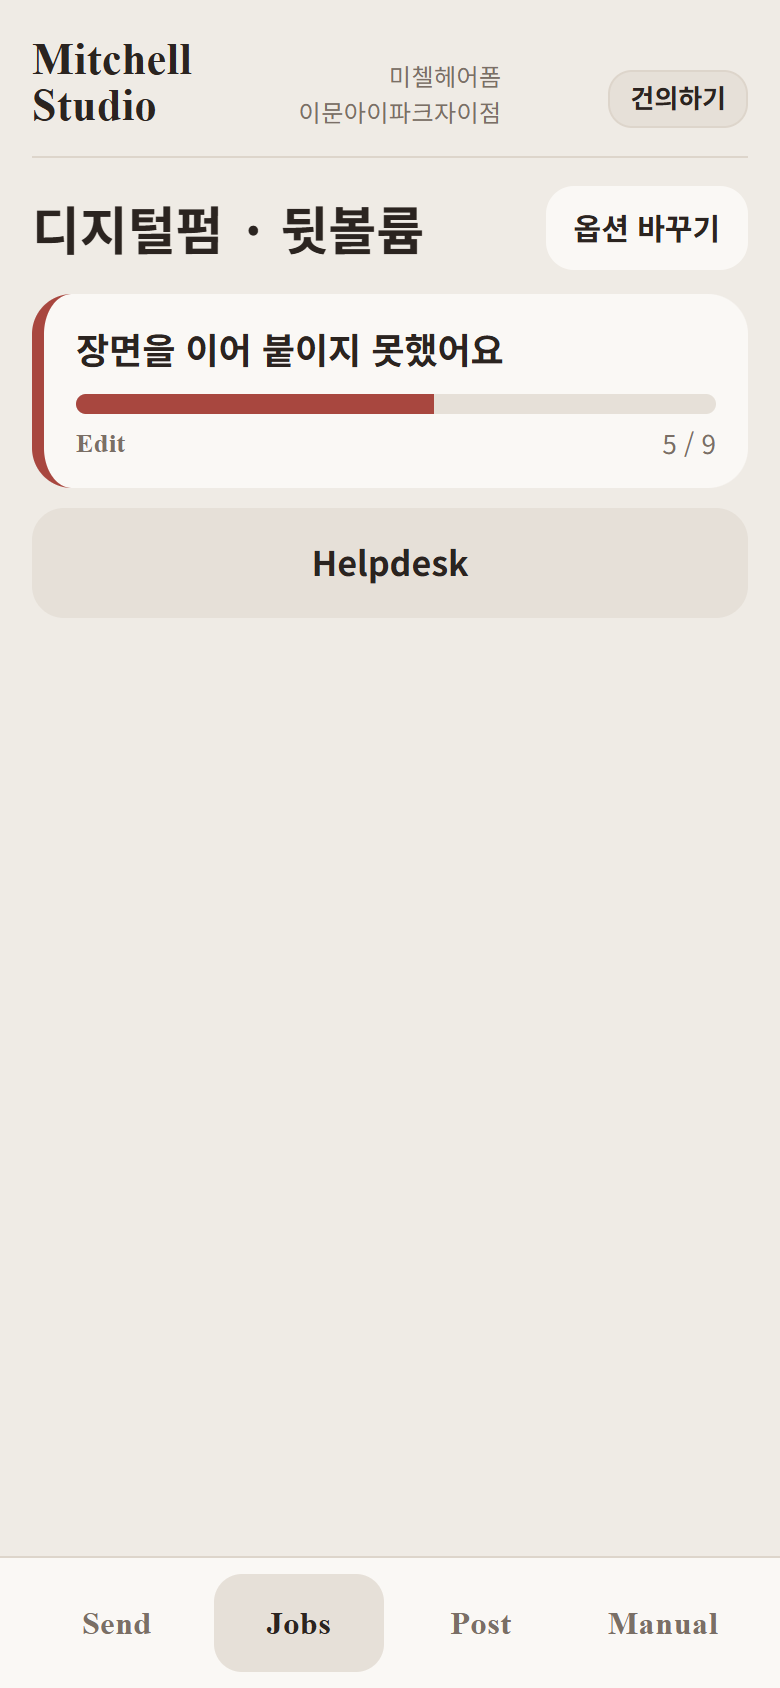 Mitchell
Studio
미첼헤어폼
이문아이파크자이점
건의하기
디지털펌 · 뒷볼륨
옵션 바꾸기
장면을 이어 붙이지 못했어요
Edit
5 / 9
Helpdesk
Send
Jobs
Post
Manual